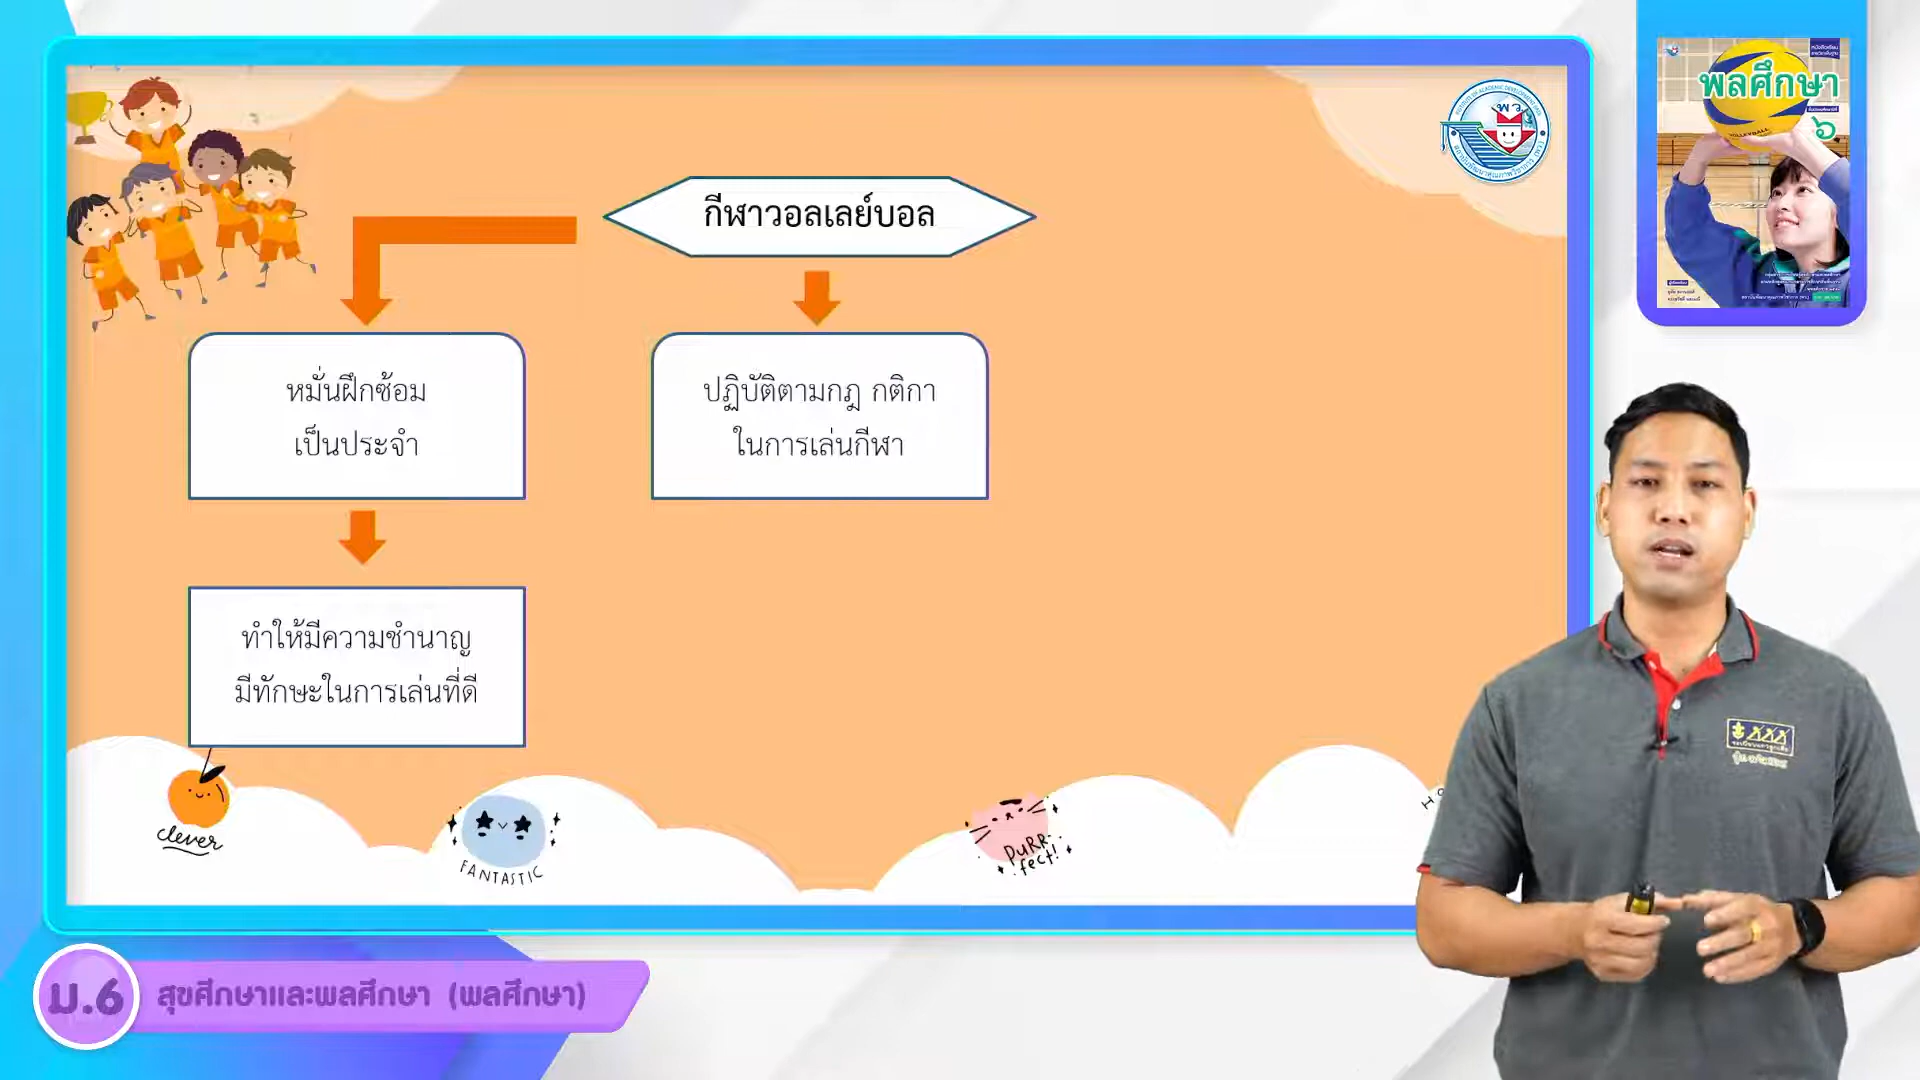 กีฬาวอลเลย์บอล
หมั่นฝึกซ้อม
เป็นประจำ
ปฏิบัติตามกฎ กติกา
ในการเล่นกีฬา
ทำให้มีความชำนาญ
มีทักษะในการเล่นที่ดี
clever
FANTASTIC
PuRR-
fect!
พว.
พลศึกษา
๖
VOLLEYBALL
ม.6 สุขศึกษาและพลศึกษา (พลศึกษา)